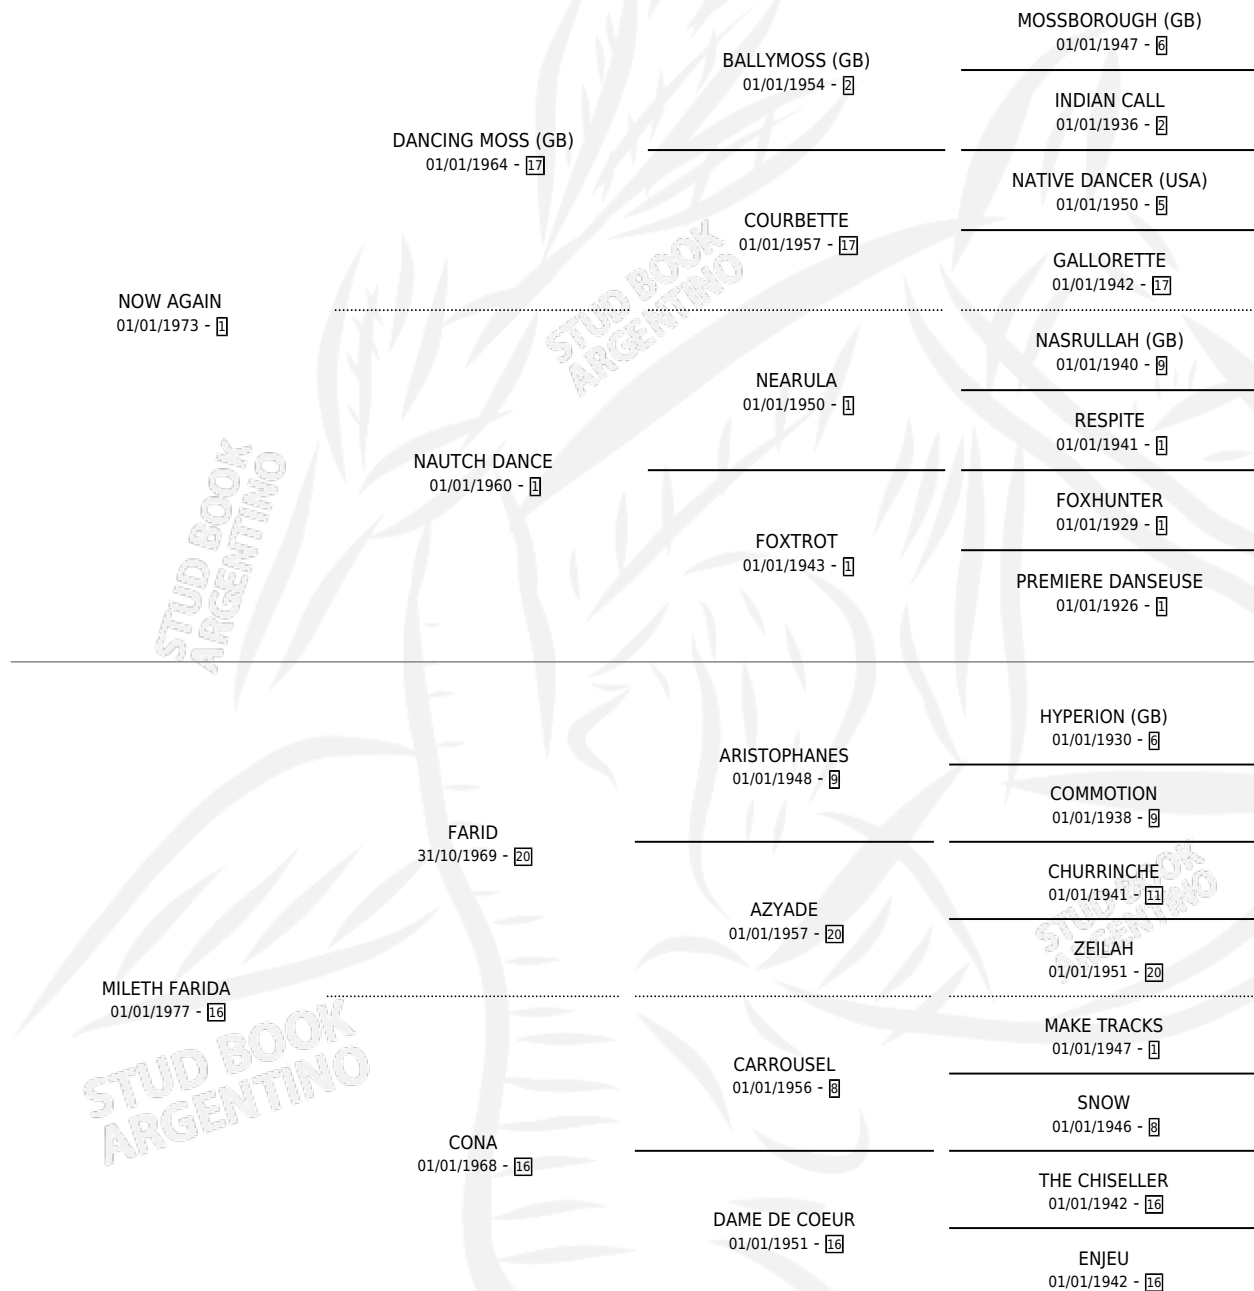 MOSSBOROUGH (GB)
01/01/1947 - 6
BALLYMOSS (GB)
01/01/1954 - 2
INDIAN CALL
01/01/1936 - 2
DANCING MOSS (GB)
01/01/1964 - 17
NATIVE DANCER (USA)
01/01/1950 - 5
COURBETTE
01/01/1957 - 17
GALLORETTE
01/01/1942 - 17
NOW AGAIN
01/01/1973 - 1
NASRULLAH (GB)
01/01/1940 - 9
NEARULA
01/01/1950 - 1
RESPITE
01/01/1941 - 1
NAUTCH DANCE
01/01/1960 - 1
FOXHUNTER
01/01/1929 - 1
FOXTROT
01/01/1943 - 1
PREMIERE DANSEUSE
01/01/1926 - 1
HYPERION (GB)
01/01/1930 - 6
ARISTOPHANES
01/01/1948 - 9
COMMOTION
01/01/1938 - 9
FARID
31/10/1969 - 20
CHURRINCHE
01/01/1941 - 11
AZYADE
01/01/1957 - 20
ZEILAH
01/01/1951 - 20
MILETH FARIDA
01/01/1977 - 16
MAKE TRACKS
01/01/1947 - 1
CARROUSEL
01/01/1956 - 8
SNOW
01/01/1946 - 8
CONA
01/01/1968 - 16
THE CHISELLER
01/01/1942 - 16
DAME DE COEUR
01/01/1951 - 16
ENJEU
01/01/1942 - 16
STUD BOOK
ARGENTINO
STUD BOOK
ARGENTINO
STUD BOOK
ARGENTINO
STUD BOOK
ARGENTINO